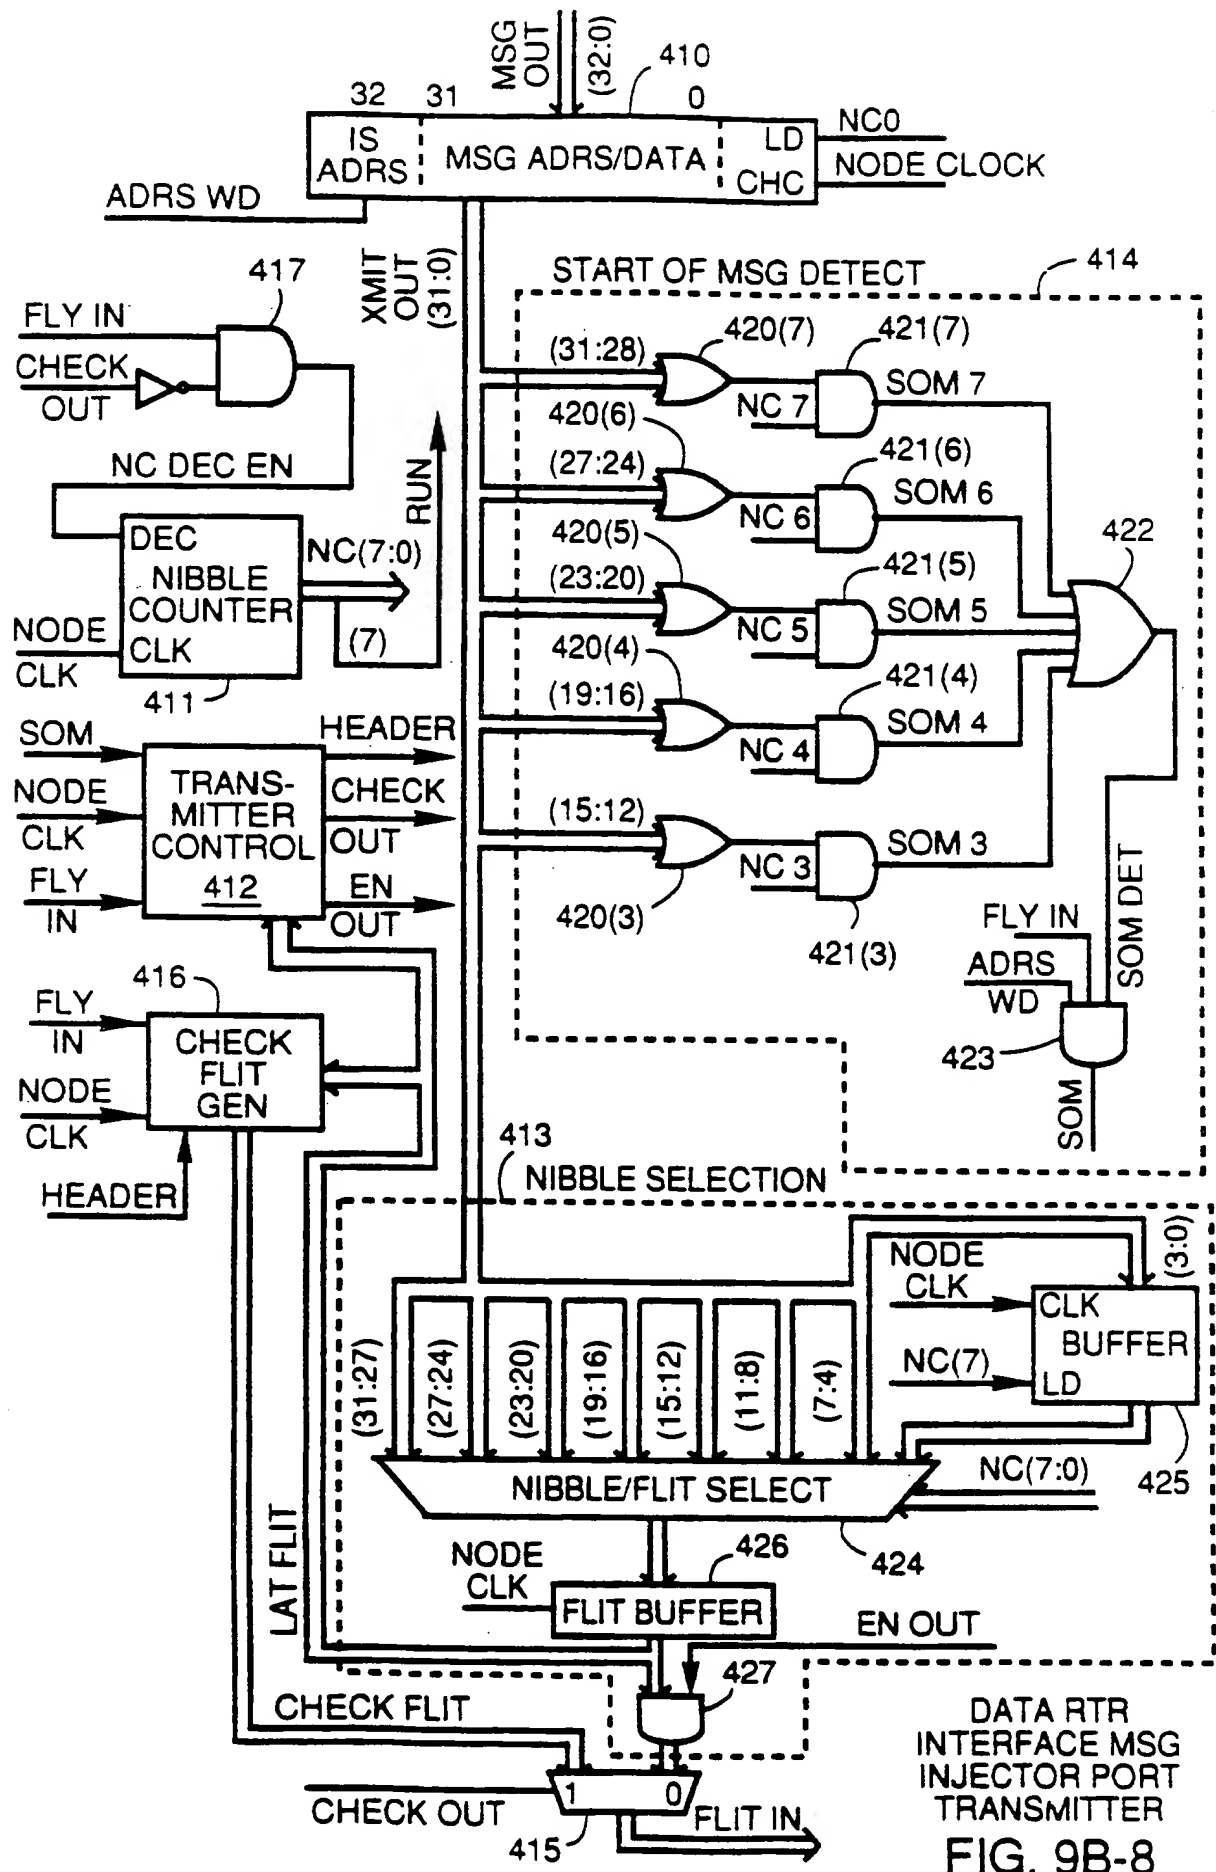 MSG
OUT
(32:0)
410
32
31
0
IS
ADRS
MSG ADRS/DATA
LD
CHC
NC0
NODE CLOCK
ADRS WD
XMIT
OUT
(31:0)
417
FLY IN
CHECK
OUT
NC DEC EN
RUN
DEC
NIBBLE
COUNTER
CLK
NC(7:0)
(7)
NODE
CLK
411
START OF MSG DETECT
414
(31:28)
420(7)
421(7)
NC 7
SOM 7
420(6)
(27:24)
421(6)
NC 6
SOM 6
420(5)
(23:20)
421(5)
NC 5
SOM 5
422
420(4)
(19:16)
421(4)
NC 4
SOM 4
(15:12)
NC 3
SOM 3
420(3)
421(3)
SOM DET
FLY IN
ADRS
WD
423
SOM
SOM
NODE
CLK
FLY
IN
TRANS-
MITTER
CONTROL
412
HEADER
CHECK
OUT
EN
OUT
416
FLY
IN
NODE
CLK
CHECK
FLIT
GEN
HEADER
413
NIBBLE SELECTION
(3:0)
NODE
CLK
CLK
BUFFER
NC(7)
LD
425
(31:27)
(27:24)
(23:20)
(19:16)
(15:12)
(11:8)
(7:4)
NIBBLE/FLIT SELECT
NC(7:0)
424
LAT FLIT
NODE
CLK
426
FLIT BUFFER
EN OUT
427
CHECK FLIT
1
0
CHECK OUT
415
FLIT IN
DATA RTR
INTERFACE MSG
INJECTOR PORT
TRANSMITTER
FIG. 9B-8